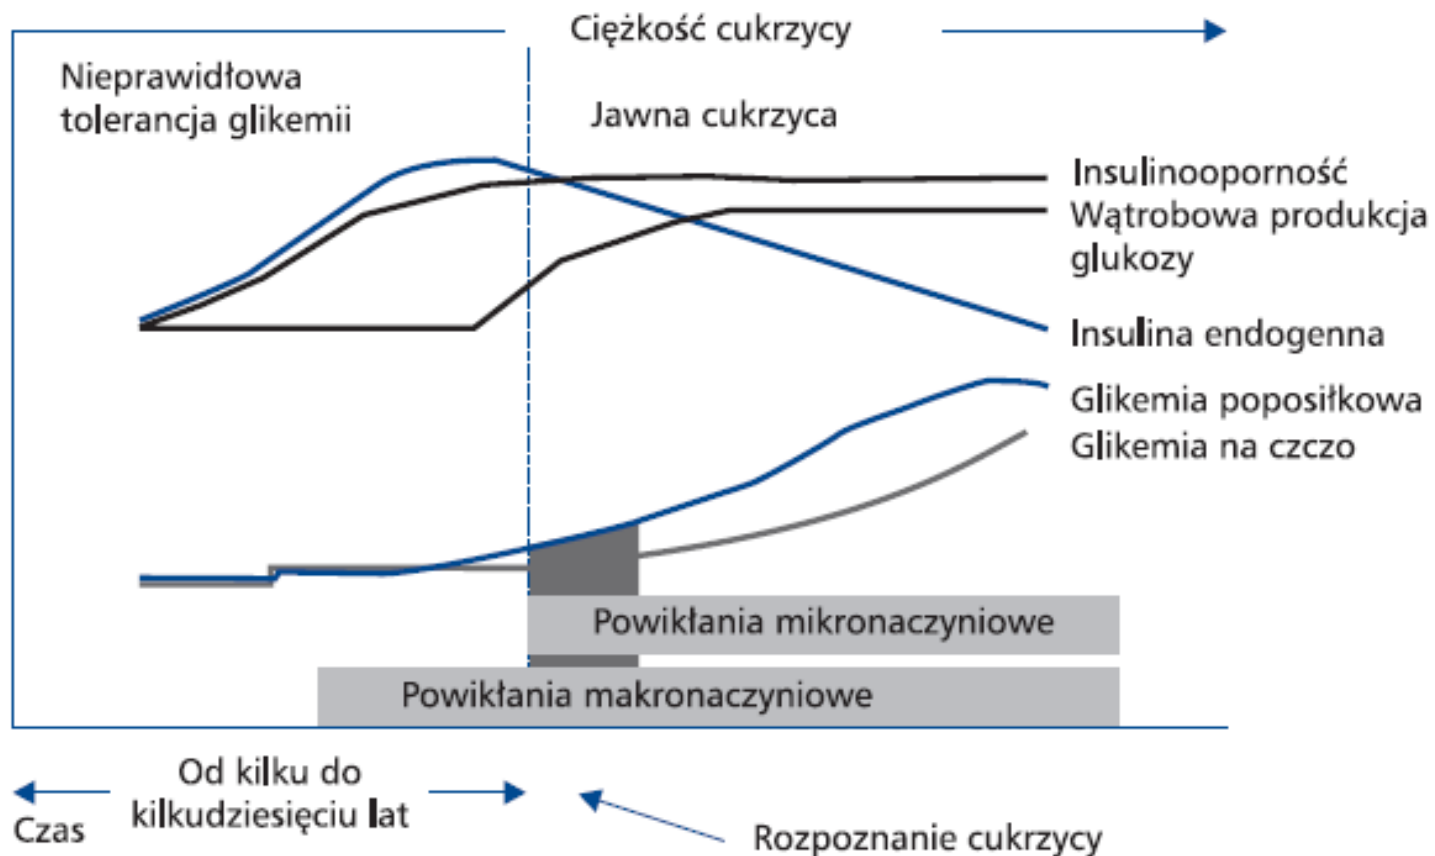 Ciężkość cukrzycy
Nieprawidłowa
tolerancja glikemii
Jawna cukrzyca
Insulinooporność
Wątrobowa produkcja
glukozy
Insulina endogenna
Glikemia poposiłkowa
Glikemia na czczo
Powikłania mikronaczyniowe
Powikłania makronaczyniowe
Od kilku do
kilkudziesięciu lat
Czas
Rozpoznanie cukrzycy